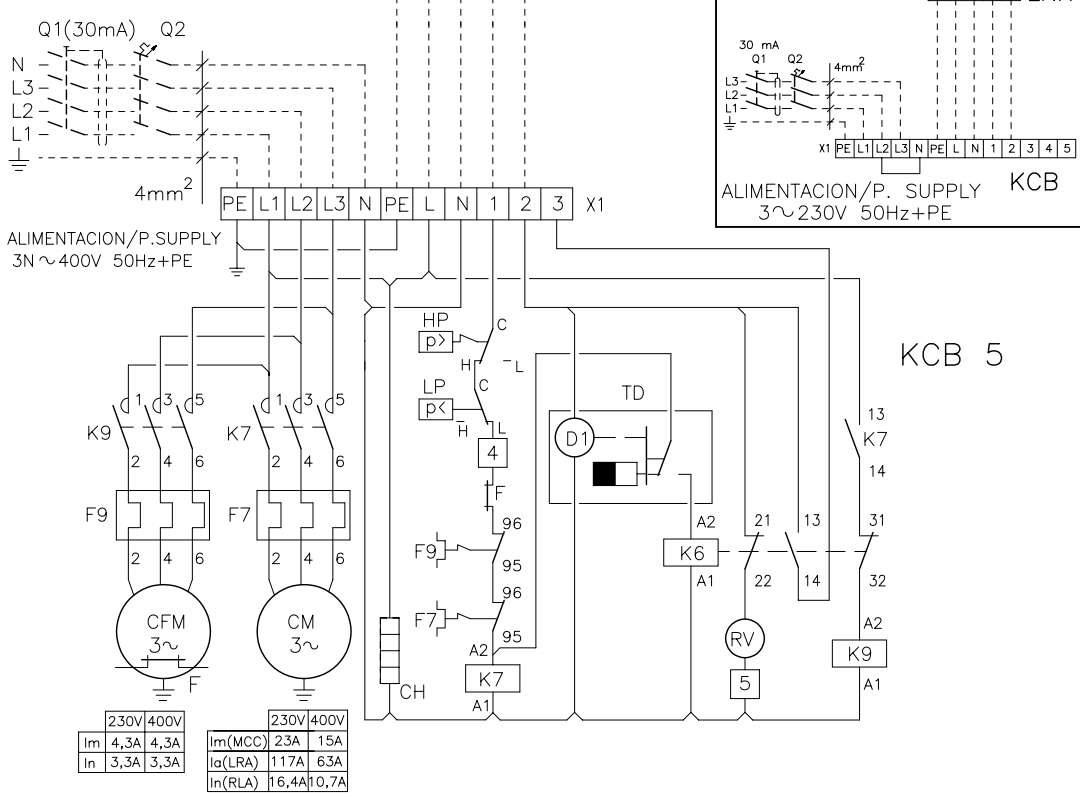 Q1(30mA) Q2
N
L3
L2
L1
4mm2
PE L1 L2 L3 N PE L N 1 2 3 X1
ALIMENTACION/P.SUPPLY
3N ~ 400V 50Hz+PE
30 mA
Q1 Q2
4mm2
L3
L2
L1
X1 PE L1 L2 L3 N PE L N 1 2 3 4 5
ALIMENTACION/P. SUPPLY
3~230V 50Hz+PE
KCB
KCB 5
HP
C
p>
H L
LP
C
p<
H L
4
F
TD
D1
1 3 5
K9
2 4 6
1 3 5
K7
2 4 6
13
K7
14
F9
2 4 6
F7
2 4 6
96
F9
95
96
F7
95
A2
K7
A1
A2
K6
A1
21
22
13
14
31
32
CFM
3~
F
CM
3~
CH
RV
5
A2
K9
A1
230V 400V
Im 4,3A 4,3A
In 3,3A 3,3A
230V 400V
Im(MCC) 23A 15A
Ia(LRA) 117A 63A
In(RLA) 16,4A 10,7A